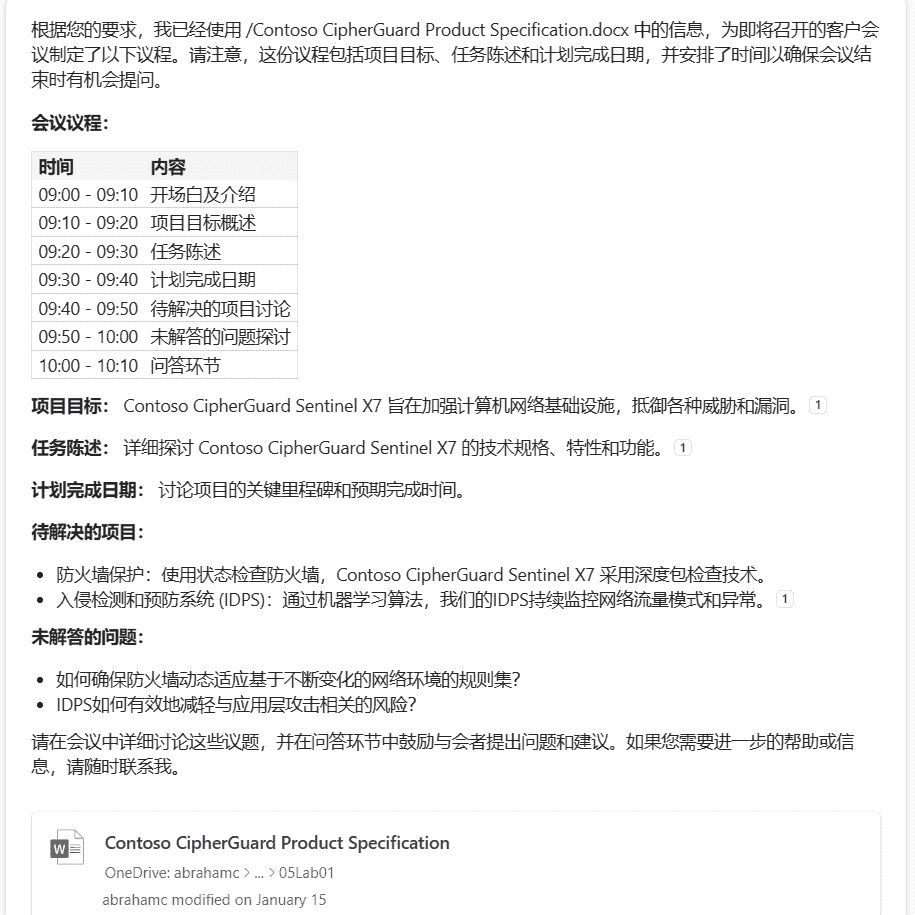 根据您的要求，我已经使用 /Contoso CipherGuard Product Specification.docx 中的信息，为即将召开的客户会
议制定了以下议程。请注意，这份议程包括项目目标、任务陈述和计划完成日期，并安排了时间以确保会议结
束时有机会提问。
会议议程：
时间 内容
09:00 - 09:10 开场白及介绍
09:10 - 09:20 项目目标概述
09:20 - 09:30 任务陈述
09:30 - 09:40 计划完成日期
09:40 - 09:50 待解决的项目讨论
09:50 - 10:00 未解答的问题探讨
10:00 - 10:10 问答环节
项目目标： Contoso CipherGuard Sentinel X7 旨在加强计算机网络基础设施，抵御各种威胁和漏洞。 1
任务陈述： 详细探讨 Contoso CipherGuard Sentinel X7 的技术规格、特性和功能。 1
计划完成日期： 讨论项目的关键里程碑和预期完成时间。
待解决的项目：
• 防火墙保护：使用状态检查防火墙，Contoso CipherGuard Sentinel X7 采用深度包检查技术。
• 入侵检测和预防系统 (IDPS)：通过机器学习算法，我们的IDPS持续监控网络流量模式和异常。 1
未解答的问题：
• 如何确保防火墙动态适应基于不断变化的网络环境的规则集？
• IDPS如何有效地减轻与应用层攻击相关的风险？
请在会议中详细讨论这些议题，并在问答环节中鼓励与会者提出问题和建议。如果您需要进一步的帮助或信
息，请随时联系我。
W
Contoso CipherGuard Product Specification
OneDrive: abrahamc > ... > 05Lab01
abrahamc modified on January 15